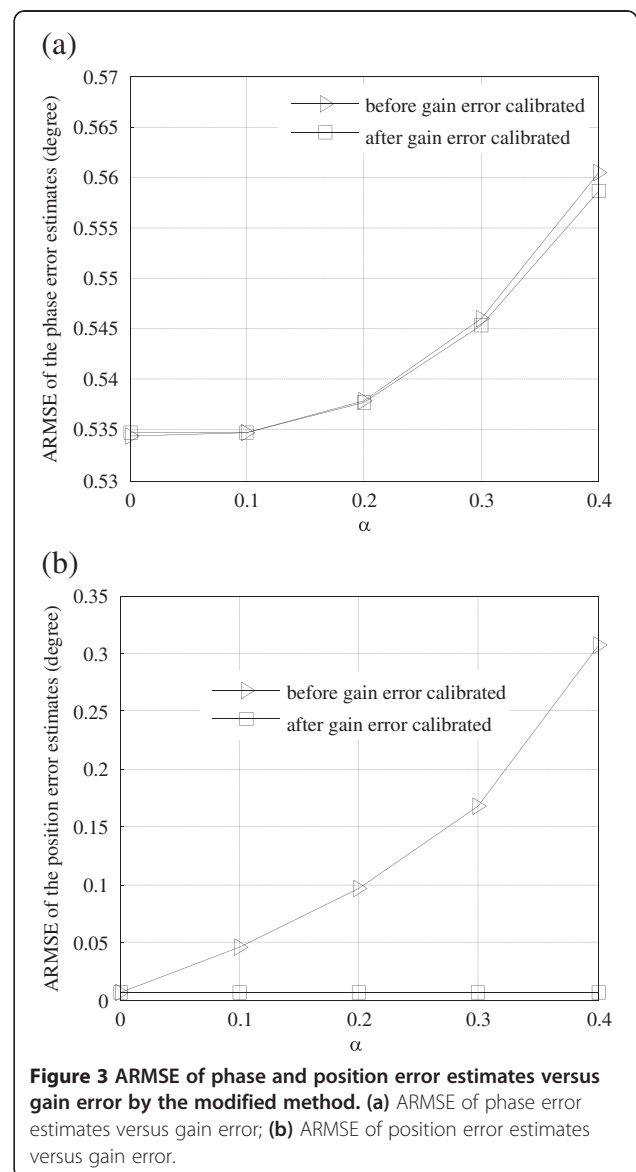 (a)
0.57
0.565
0.56
0.555
0.55
0.545
0.54
0.535
0.53
ARMSE of the phase error estimates (degree)
before gain error calibrated
after gain error calibrated
0 0.1 0.2 0.3 0.4
α
(b)
0.35
0.3
0.25
0.2
0.15
0.1
0.05
0
ARMSE of the position error estimates (degree)
before gain error calibrated
after gain error calibrated
0 0.1 0.2 0.3 0.4
α
Figure 3 ARMSE of phase and position error estimates versus
gain error by the modified method. (a) ARMSE of phase error
estimates versus gain error; (b) ARMSE of position error estimates
versus gain error.